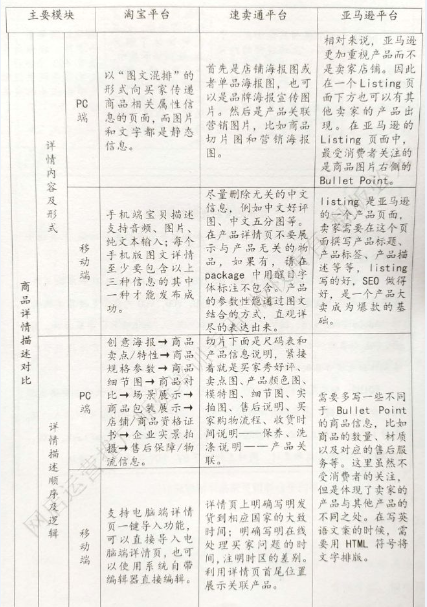 主要模块 淘宝平台 速卖通平台 亚马逊平台
商品详情描述对比
详情内容及形式
PC端
以“图文混排”的
形式向买家传递
商品相关属性信
息的页面,而图片
和文字都是静态
信息。
首先是店铺海报图或
者单品海报图,也可
以是品牌海报宣传图
片。然后是产品关联
营销图片,比如商品
切片图和营销海报
图。
相对来说,亚马逊
更加重视产品而不
是卖家店铺。因此
在一个Listing页
面下方也可以有其
他卖家的产品出
现。在亚马逊的
Listing页面中,
最受消费者关注的
是商品图片右侧的
Bullet Point。
移动端
手机端宝贝描述
支持音频、图片、
纯文本输入;每个
手机版图文详情
至少要包含以上
三种信息的其中
一种才能发布成
功。
尽量删除无关的中文
信息,例如中文好评
图、中文五分图等。
在产品详情页不要展
示与产品无关的物
品,如果有,请在
package中用醒目字
体标注不包含。产品
的参数性能通过图文
结合的方式,直观详
尽的表达出来。
listing是亚马逊
的一个产品页面,
卖家需要在这个页
面撰写产品标题、
产品标签、产品描
述等等,listing
写的好,SEO做得
好,是一个产品大
卖成为爆款的基
础。
详情描述顺序及逻辑
PC端
创意海报→商品
卖点/特性→商品
规格参数→商品
细节图→商品对
比→场景展示→
商品包装展示→
店铺/商品资格证
书→企业实景拍
摄→售后保障/物
流信息。
切片下面是尺码表和
产品信息说明,紧接
着就是买家秀好评、
卖点图、产品颜色图、
模特图、细节图、实
拍图、售后说明、买
家购物流程、收货时
间说明——保养、洗
涤说明——产品关
联。
需要多写一些不同
于Bullet Point
的商品信息,比如
商品的数量、材质
以及对应的售后服
务等。这里虽然不
受消费者的关注,
但是体现了卖家的
产品与其他产品的
不同之处。在写英
语文案的时候,需
要用HTML符号将
文字排版。
移动端
支持电脑端详情
页一键导入功能,
可以直接导入电
脑端详情页,也可
以使用系统自带
编辑器直接编辑。
详情页上明确写明发
货到相应国家的大致
时间;明确写明在线
处理买家问题的时
间,注明时区的差别。
利用详情页首尾位置
展示关联产品。